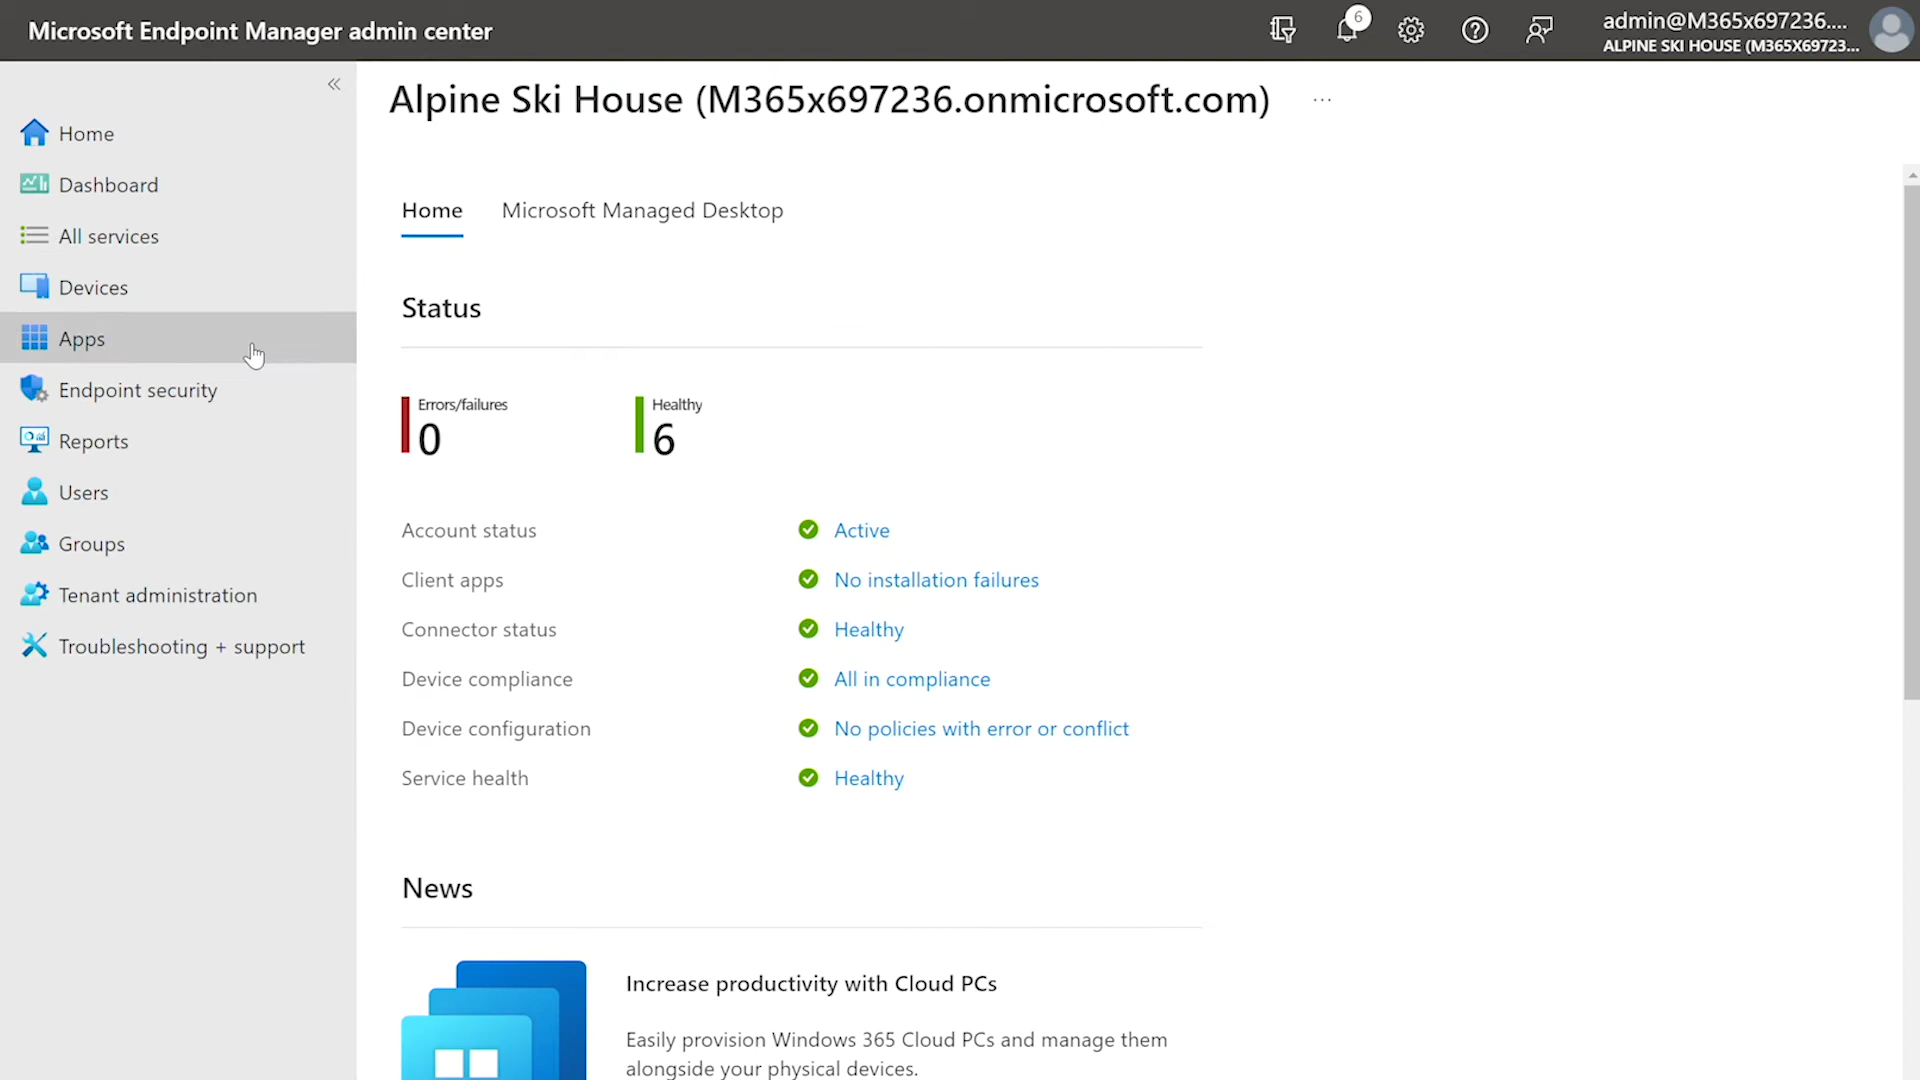 Microsoft Endpoint Manager admin center
6
admin@M365x697236....
ALPINE SKI HOUSE (M365X69723...
Home
Dashboard
All services
Devices
Apps
Endpoint security
Reports
Users
Groups
Tenant administration
Troubleshooting + support
Alpine Ski House (M365x697236.onmicrosoft.com)
...
Home
Microsoft Managed Desktop
Status
Errors/failures
0
Healthy
6
Account status
Active
Client apps
No installation failures
Connector status
Healthy
Device compliance
All in compliance
Device configuration
No policies with error or conflict
Service health
Healthy
News
Increase productivity with Cloud PCs
Easily provision Windows 365 Cloud PCs and manage them
alongside your physical devices.